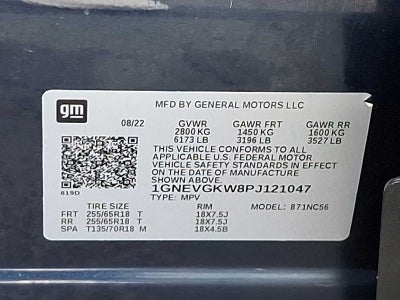 gm
MFD BY GENERAL MOTORS LLC
08/22 GVWR GAWR FRT GAWR RR
2800 KG 1450 KG 1600 KG
6173 LB 3196 LB 3527 LB
THIS VEHICLE CONFORMS TO ALL
APPLICABLE U.S. FEDERAL MOTOR
VEHICLE SAFETY STANDARDS
IN EFFECT ON THE DATE OF
MANUFACTURE SHOWN ABOVE.
619D
1GNEVGKW8PJ121047
TYPE: MPV
TIRE SIZE RIM MODEL: 871NC56
FRT 255/65R18 T 18X7.5J
RR 255/65R18 T 18X7.5J
SPA T135/70R18 M 18X4.5B